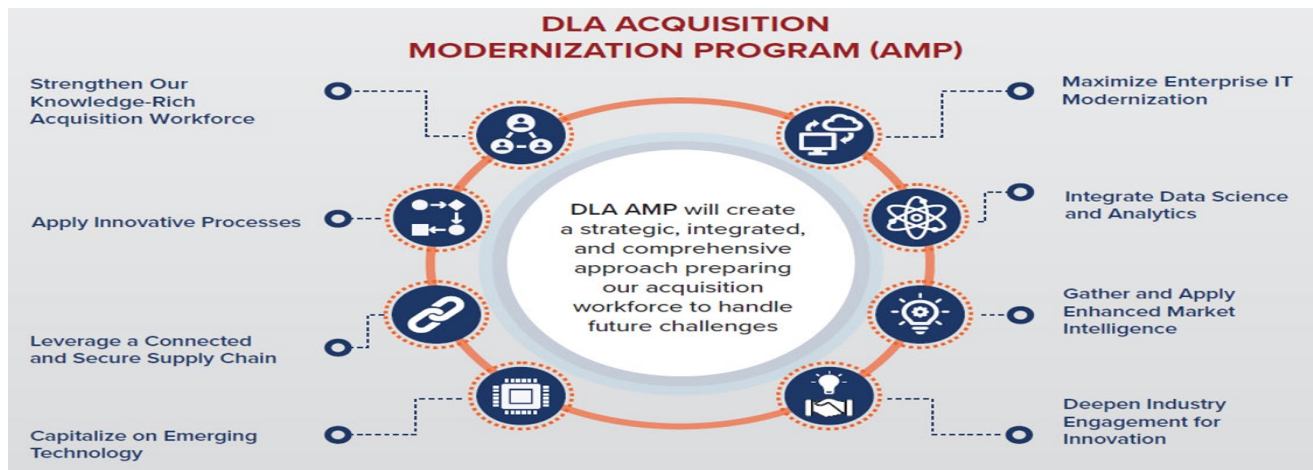 DLA ACQUISITION
MODERNIZATION PROGRAM (AMP)
Strengthen Our
Knowledge-Rich
Acquisition Workforce
Apply Innovative Processes
Leverage a Connected
and Secure Supply Chain
Capitalize on Emerging
Technology
DLA AMP will create
a strategic, integrated,
and comprehensive
approach preparing
our acquisition
workforce to handle
future challenges
Maximize Enterprise IT
Modernization
Integrate Data Science
and Analytics
Gather and Apply
Enhanced Market
Intelligence
Deepen Industry
Engagement for
Innovation